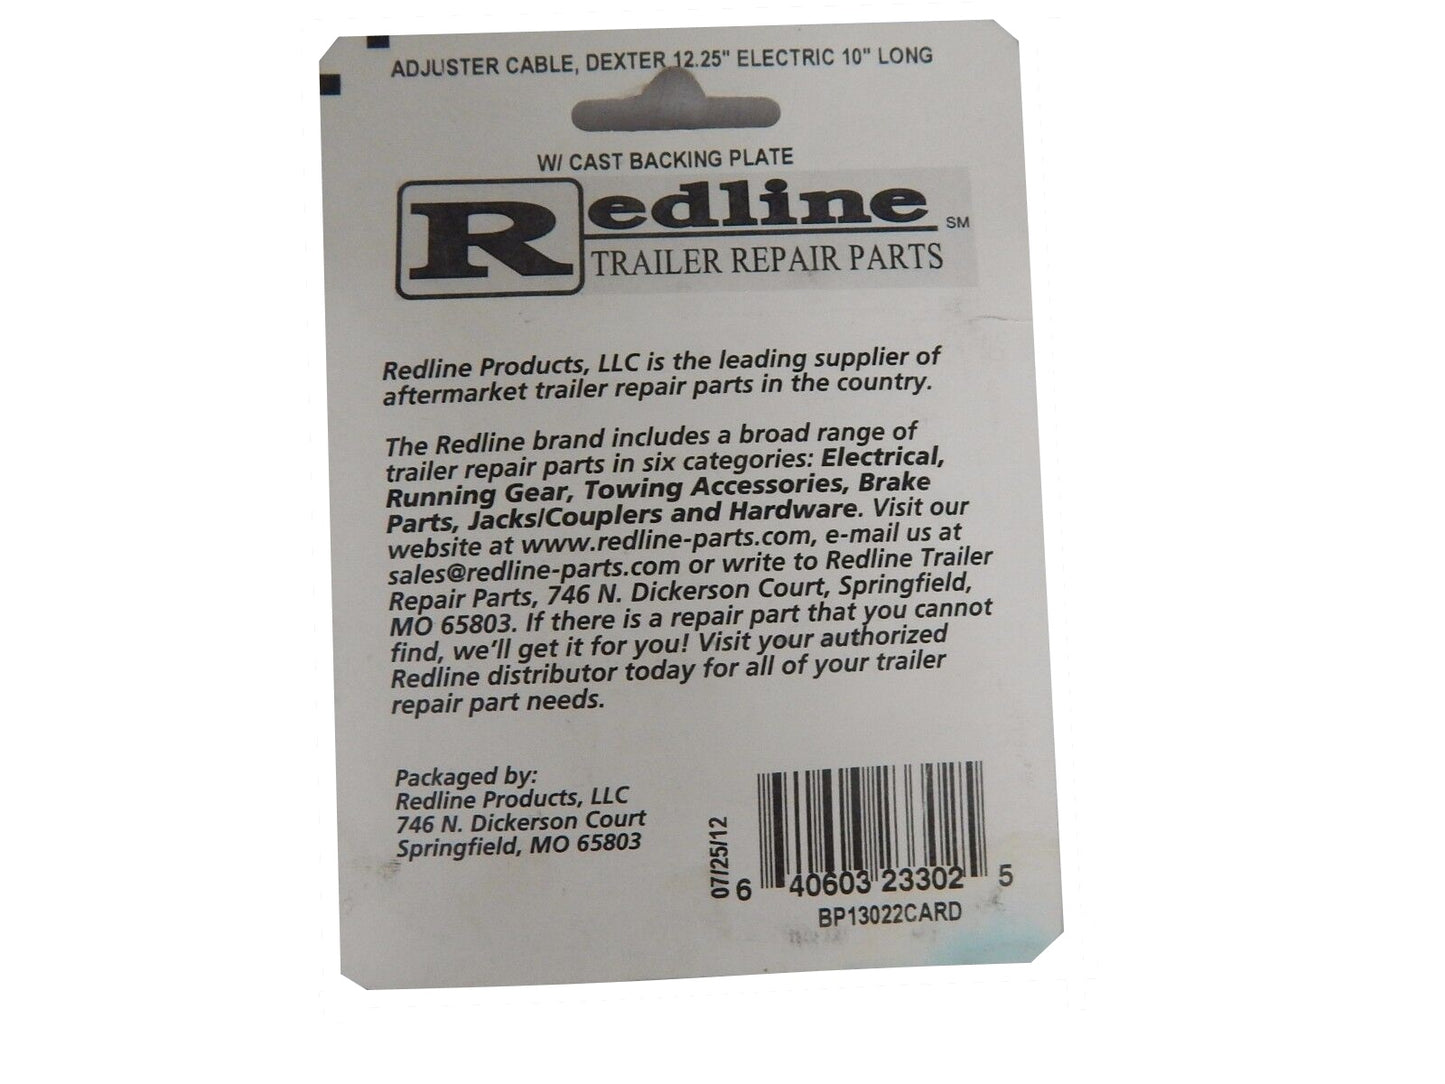 ADJUSTER CABLE, DEXTER 12.25" ELECTRIC 10" LONG
W/ CAST BACKING PLATE
Redline SM
TRAILER REPAIR PARTS
Redline Products, LLC is the leading supplier of
aftermarket trailer repair parts in the country.
The Redline brand includes a broad range of
trailer repair parts in six categories: Electrical,
Running Gear, Towing Accessories, Brake
Parts, Jacks/Couplers and Hardware. Visit our
website at www.redline-parts.com, e-mail us at
sales@redline-parts.com or write to Redline Trailer
Repair Parts, 746 N. Dickerson Court, Springfield,
MO 65803. If there is a repair part that you cannot
find, we'll get it for you! Visit your authorized
Redline distributor today for all of your trailer
repair part needs.
Packaged by:
Redline Products, LLC
746 N. Dickerson Court
Springfield, MO 65803
07/25/12
6 40603 23302 5
BP13022CARD